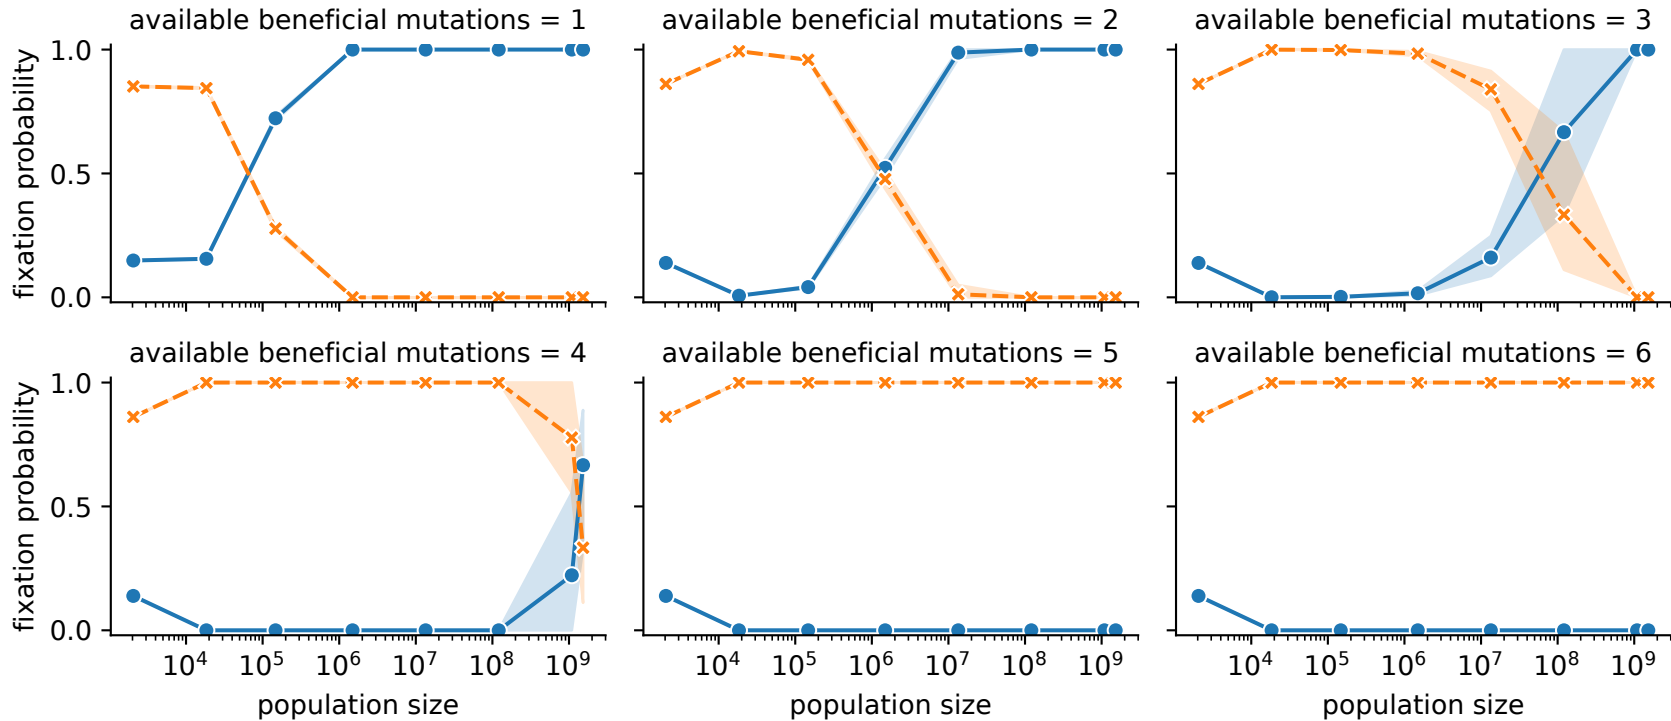 available beneficial mutations = 1
available beneficial mutations = 2
available beneficial mutations = 3
1.0
0.5
0.0
fixation probability
available beneficial mutations = 4
available beneficial mutations = 5
available beneficial mutations = 6
1.0
0.5
0.0
fixation probability
10⁴ 10⁵ 10⁶ 10⁷ 10⁸ 10⁹
10⁴ 10⁵ 10⁶ 10⁷ 10⁸ 10⁹
10⁴ 10⁵ 10⁶ 10⁷ 10⁸ 10⁹
population size
population size
population size